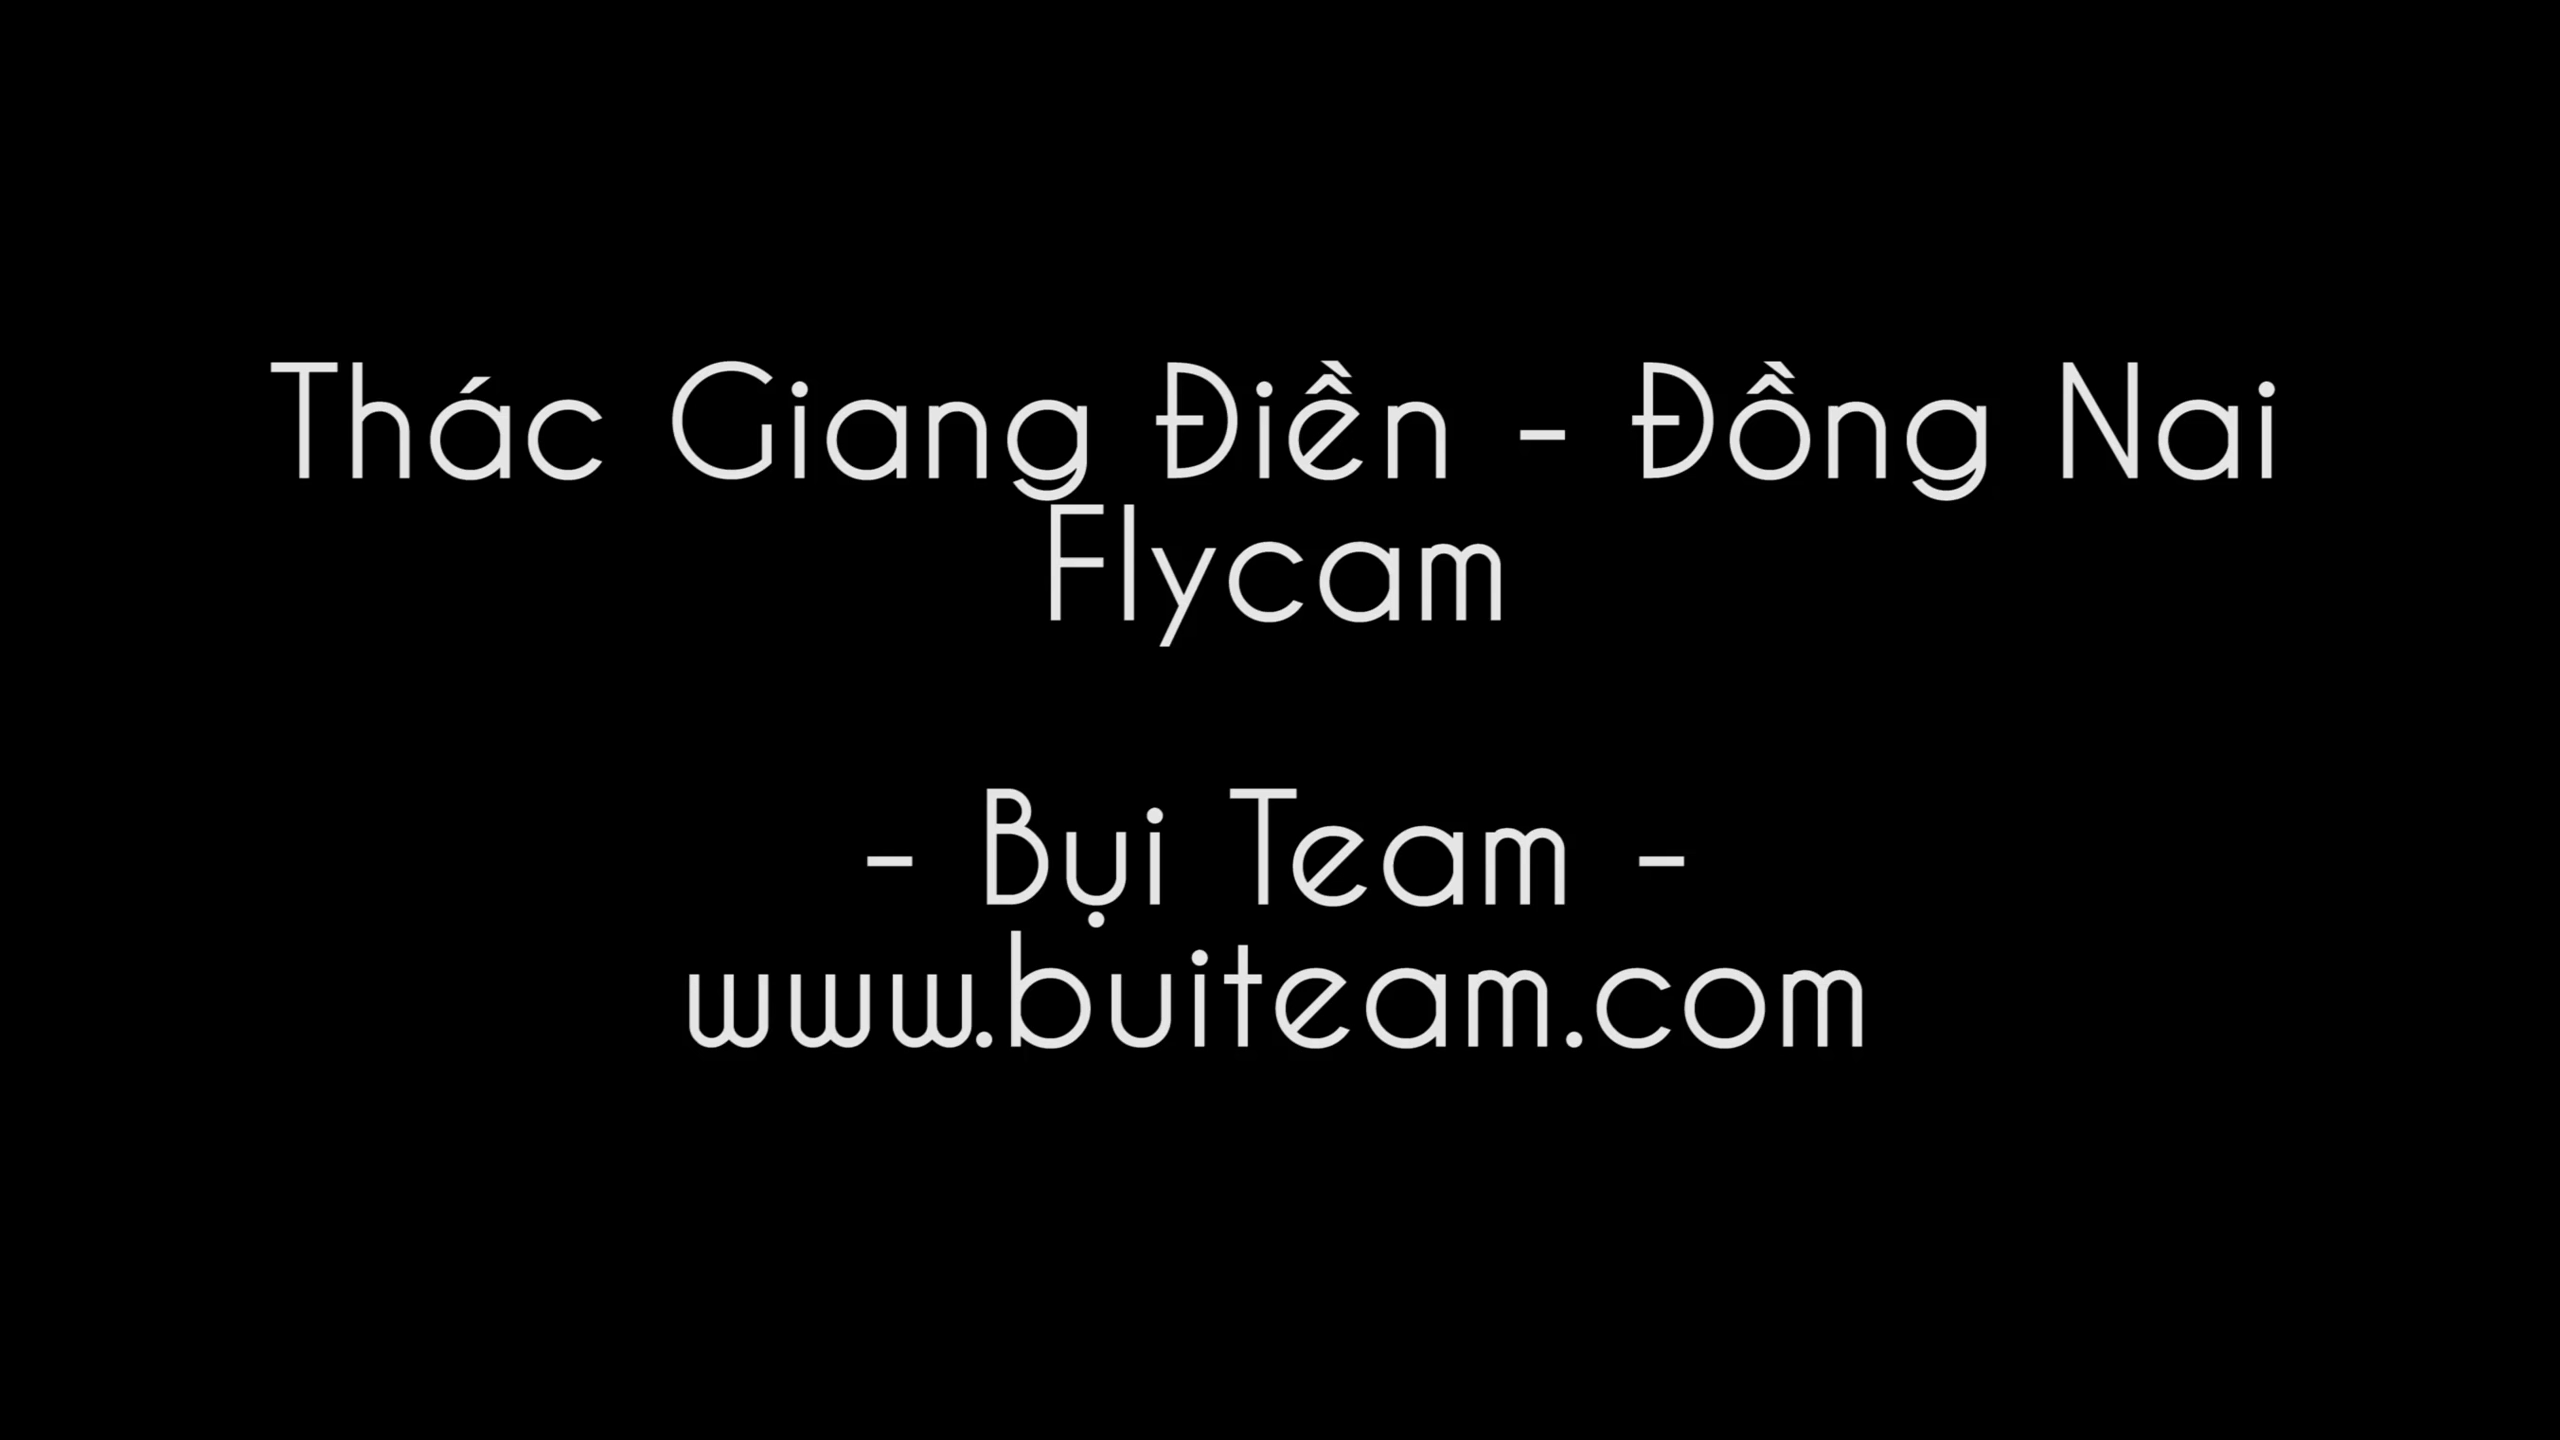 Thác Giang Điền - Đồng Nai
Flycam
- Bụi Team -
www.buiteam.com